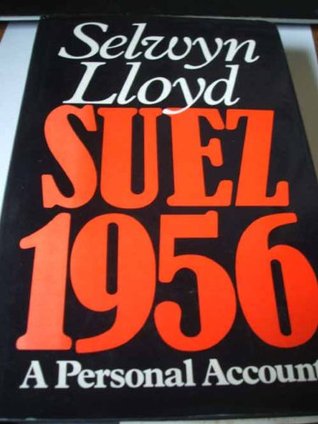 Selwyn
Lloyd
SUEZ
1956
A Personal Account